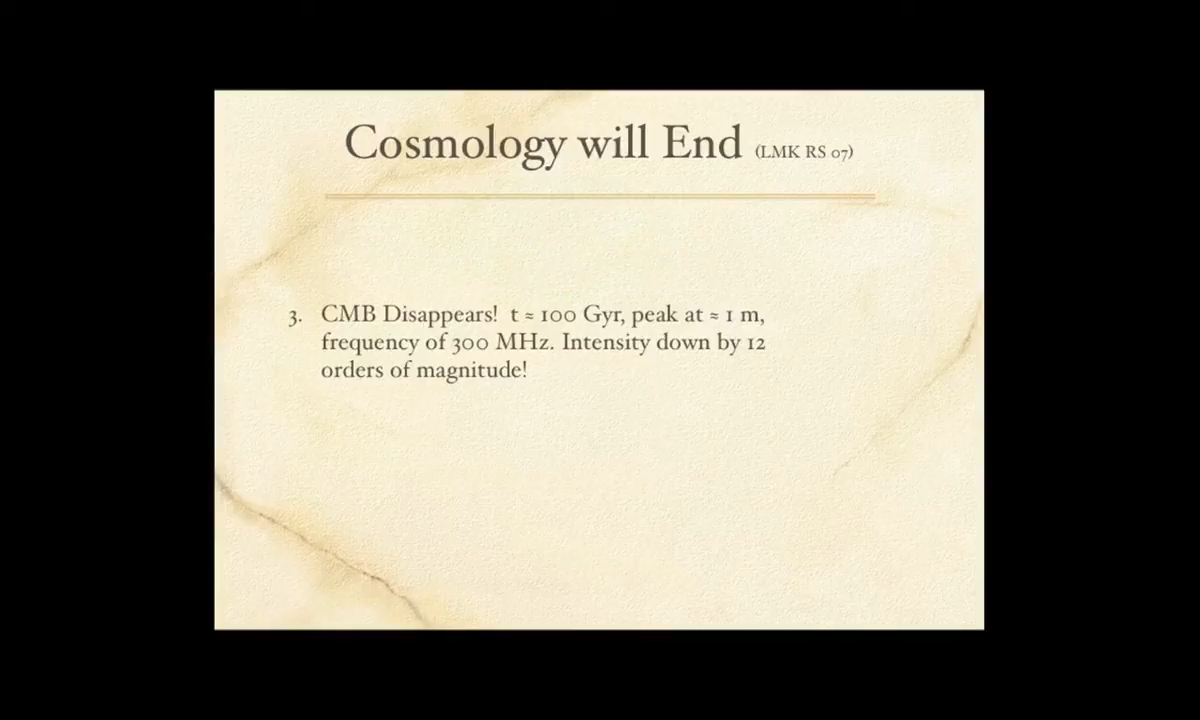 Cosmology will End (LMK RS 07)
3. CMB Disappears! t ≈ 100 Gyr, peak at ≈ 1 m,
frequency of 300 MHz. Intensity down by 12
orders of magnitude!